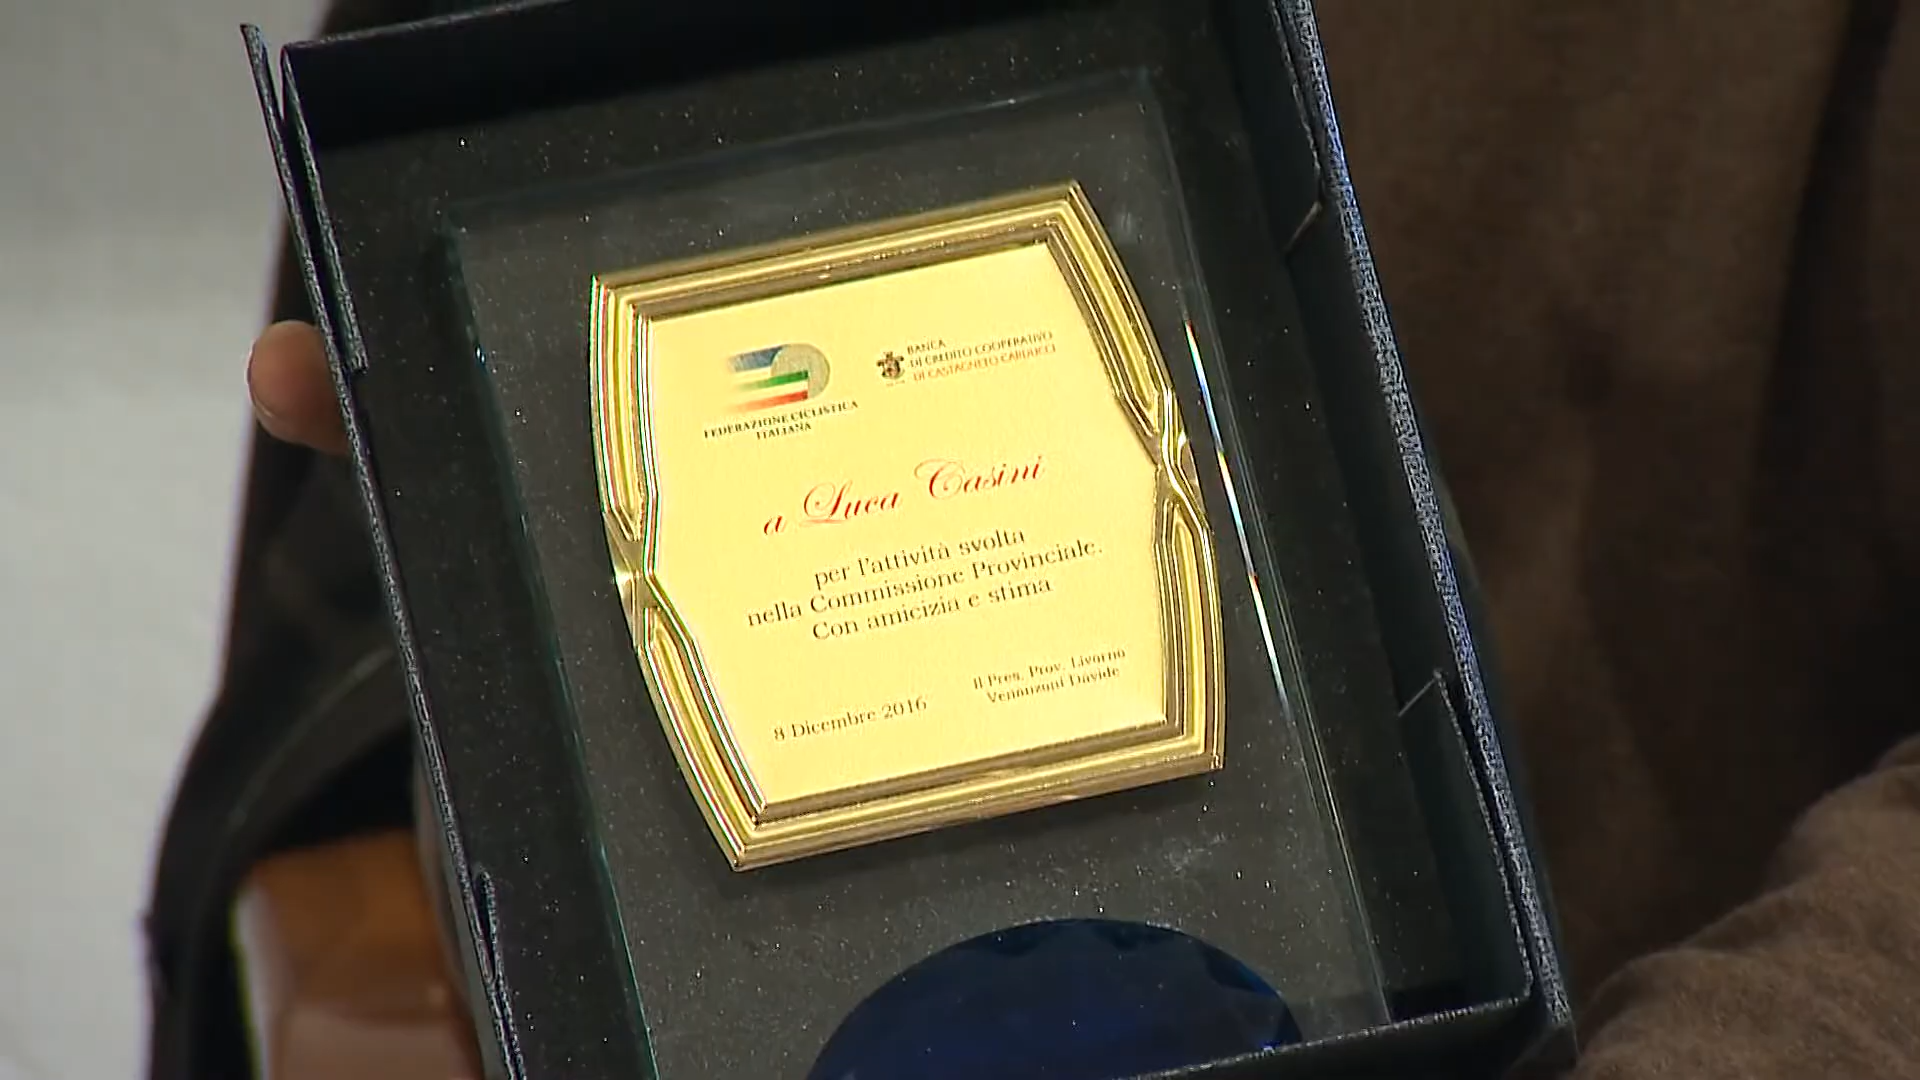 FEDERAZIONE CICLISTICA
ITALIANA
BANCA
DI CREDITO COOPERATIVO
DI CASTAGNETO CARDUCCI
a Luca Casini
per l'attività svolta
nella Commissione Provinciale.
Con amicizia e stima
8 Dicembre 2016
Il Pres. Prov. Livorno
Venanzoni Davide